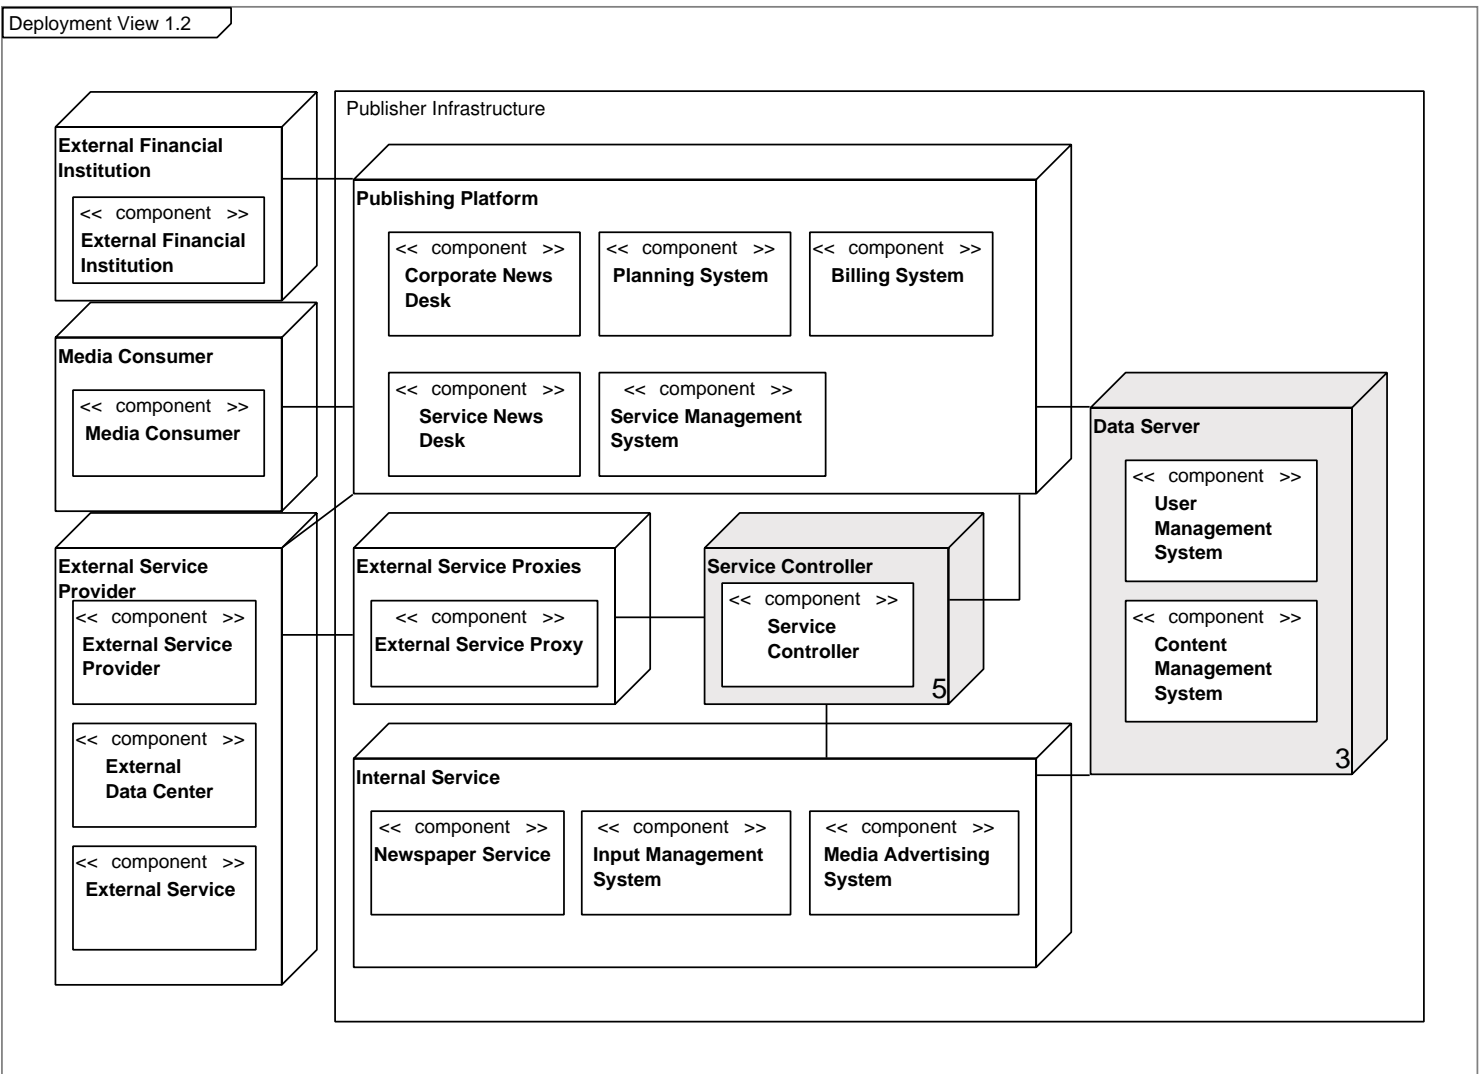 Deployment View 1.2
Publisher Infrastructure
External Financial
Institution
<< component >>
External Financial
Institution
Media Consumer
<< component >>
Media Consumer
External Service
Provider
<< component >>
External Service
Provider
<< component >>
External
Data Center
<< component >>
External Service
Publishing Platform
<< component >>
Corporate News
Desk
<< component >>
Planning System
<< component >>
Billing System
<< component >>
Service News
Desk
<< component >>
Service Management
System
External Service Proxies
<< component >>
External Service Proxy
Service Controller
<< component >>
Service
Controller
5
Internal Service
<< component >>
Newspaper Service
<< component >>
Input Management
System
<< component >>
Media Advertising
System
Data Server
<< component >>
User
Management
System
<< component >>
Content
Management
System
3